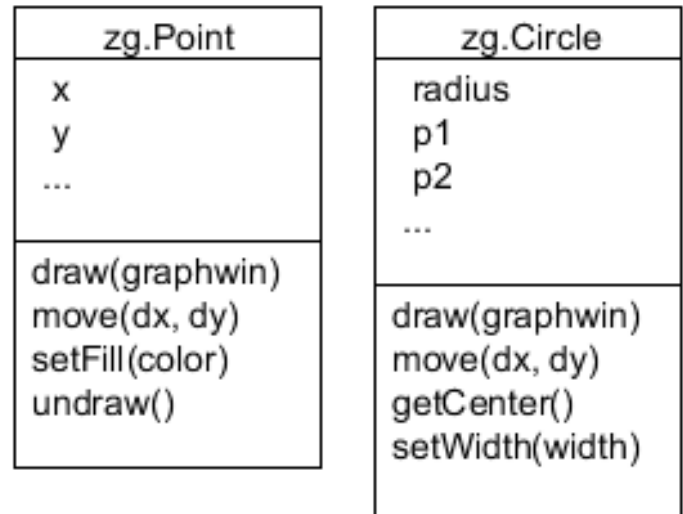 zg.Point
x
y
...
draw(graphwin)
move(dx, dy)
setFill(color)
undraw()
zg.Circle
radius
p1
p2
...
draw(graphwin)
move(dx, dy)
getCenter()
setWidth(width)